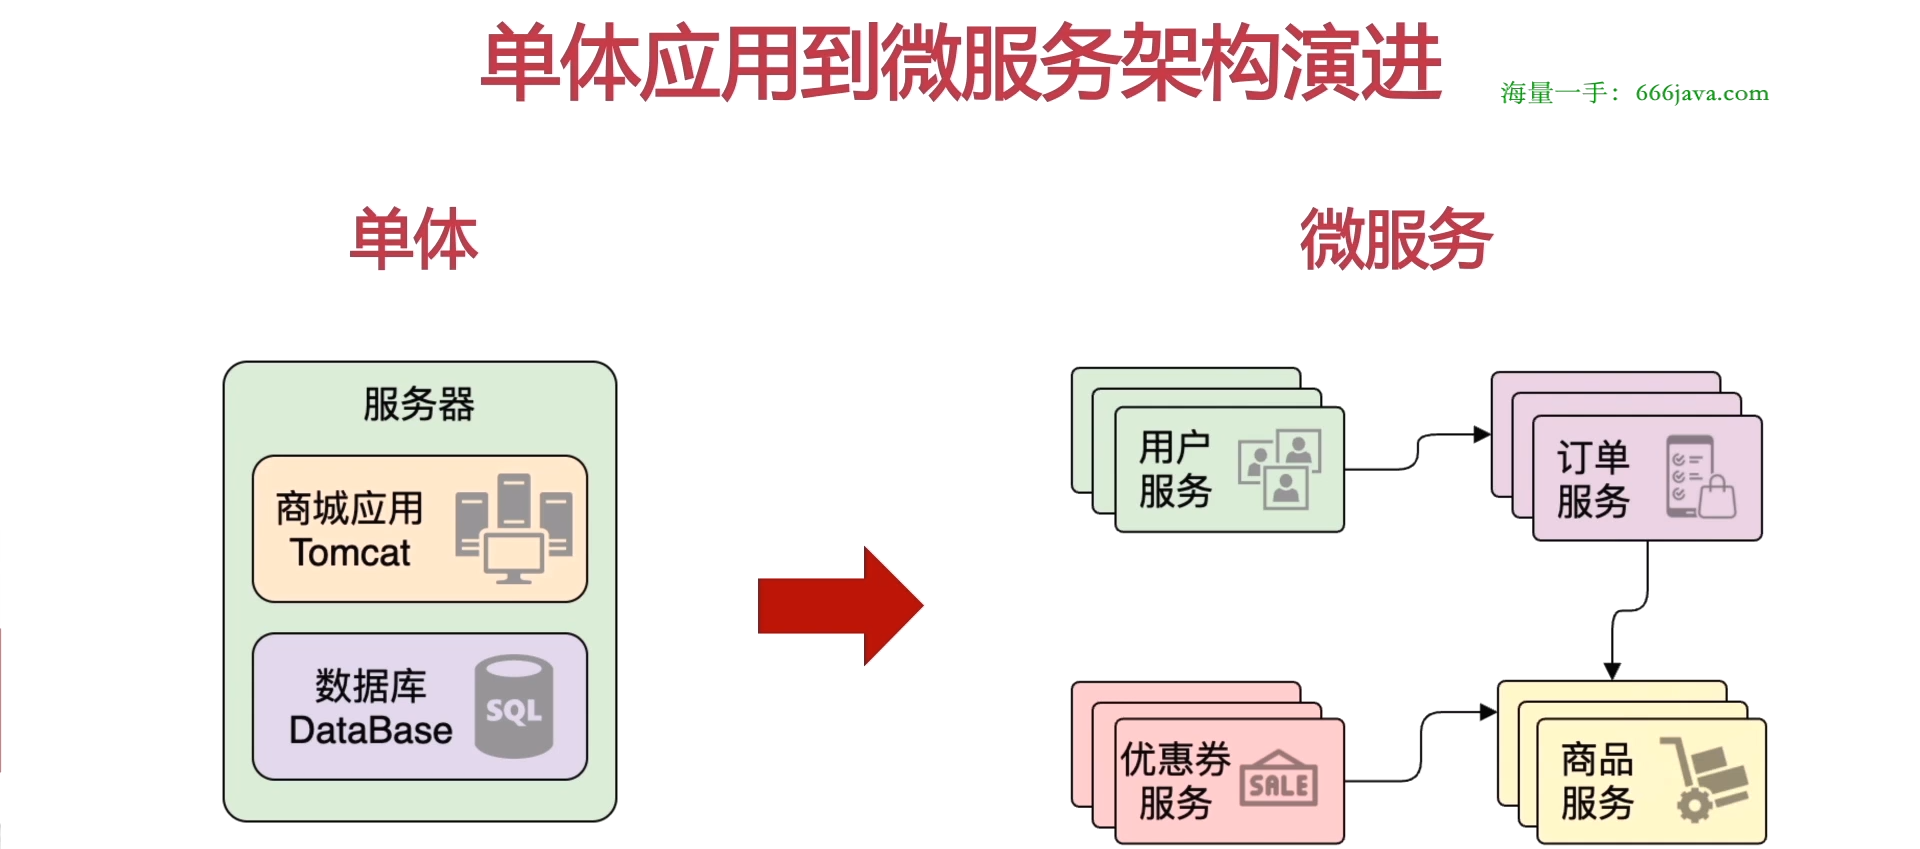 单体应用到微服务架构演进
海量一手：666java.com
单体
微服务
服务器
商城应用
Tomcat
数据库
DataBase
SQL
用户
服务
订单
服务
优惠券
服务
SALE
商品
服务